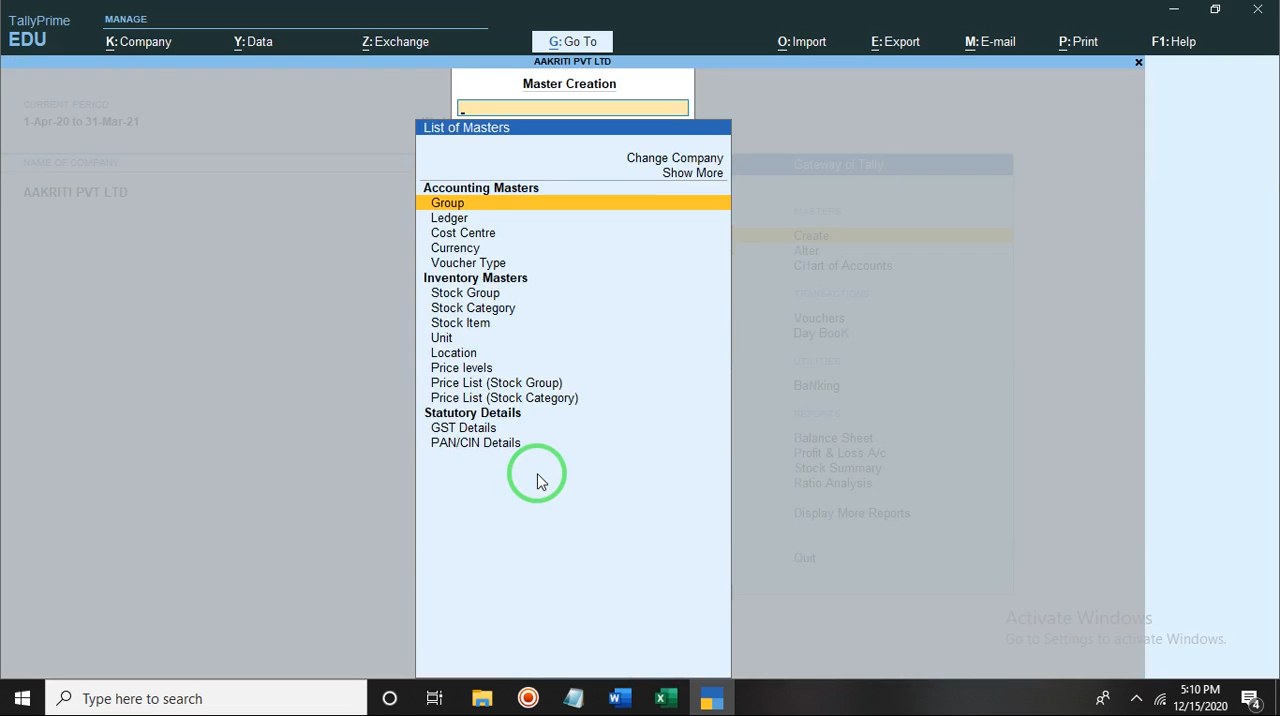 TallyPrime
EDU
MANAGE
K: Company
Y: Data
Z: Exchange
G: Go To
O: Import
E: Export
M: E-mail
P: Print
F1: Help
AAKRITI PVT LTD
CURRENT PERIOD
1-Apr-20 to 31-Mar-21
NAME OF COMPANY
AAKRITI PVT LTD
Master Creation
List of Masters
Change Company
Show More
Accounting Masters
Group
Ledger
Cost Centre
Currency
Voucher Type
Inventory Masters
Stock Group
Stock Category
Stock Item
Unit
Location
Price levels
Price List (Stock Group)
Price List (Stock Category)
Statutory Details
GST Details
PAN/CIN Details
Gateway of Tally
MASTERS
Create
Alter
CHart of Accounts
TRANSACTIONS
Vouchers
Day BooK
UTILITIES
BaNking
REPORTS
Balance Sheet
Profit & Loss A/c
Stock Summary
Ratio Analysis
Display More Reports
Quit
Activate Windows
Go to Settings to activate Windows.
Type here to search
5:10 PM
12/15/2020
4